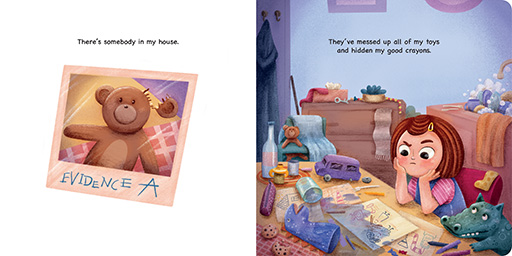 There's somebody in my house.
EVIDENCE A
They've messed up all of my toys
and hidden my good crayons.